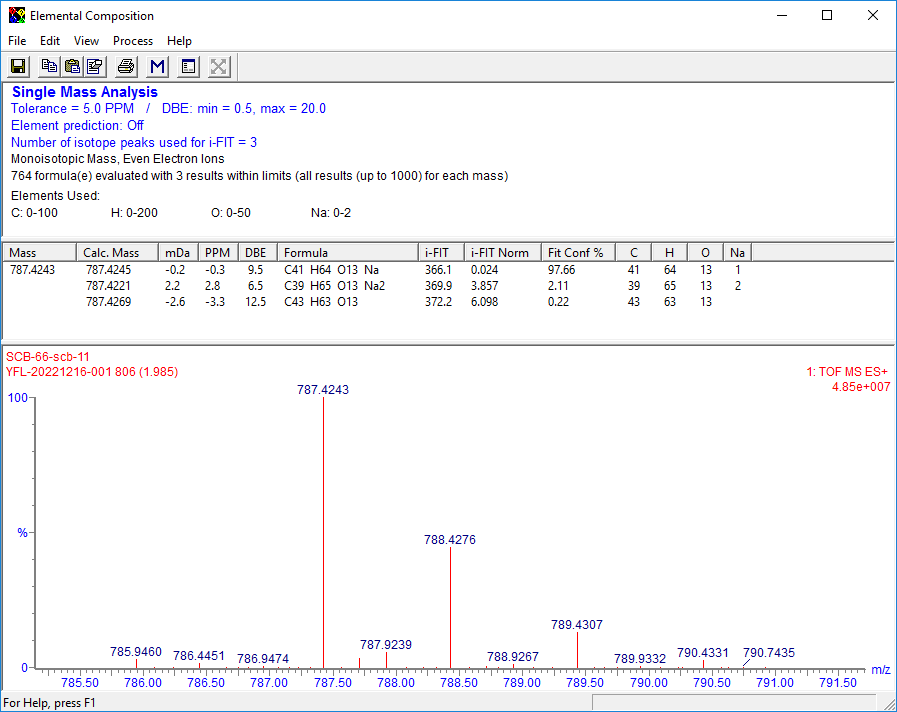 Elemental Composition
File Edit View Process Help
M
Single Mass Analysis
Tolerance = 5.0 PPM / DBE: min = 0.5, max = 20.0
Element prediction: Off
Number of isotope peaks used for i-FIT = 3
Monoisotopic Mass, Even Electron Ions
764 formula(e) evaluated with 3 results within limits (all results (up to 1000) for each mass)
Elements Used:
C: 0-100 H: 0-200 O: 0-50 Na: 0-2
Mass Calc. Mass mDa PPM DBE Formula i-FIT i-FIT Norm Fit Conf % C H O Na
787.4243 787.4245 -0.2 -0.3 9.5 C41 H64 O13 Na 366.1 0.024 97.66 41 64 13 1
787.4221 2.2 2.8 6.5 C39 H65 O13 Na2 369.9 3.857 2.11 39 65 13 2
787.4269 -2.6 -3.3 12.5 C43 H63 O13 372.2 6.098 0.22 43 63 13
SCB-66-scb-11
YFL-20221216-001 806 (1.985)
1: TOF MS ES+
4.85e+007
100
787.4243
%
788.4276
789.4307
787.9239
785.9460
786.4451
786.9474
788.9267
789.9332
790.4331
790.7435
0
m/z
785.50 786.00 786.50 787.00 787.50 788.00 788.50 789.00 789.50 790.00 790.50 791.00 791.50
For Help, press F1